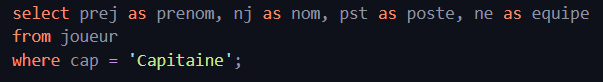 select prej as prenom, nj as nom, pst as poste, ne as equipe
from joueur
where cap = 'Capitaine';